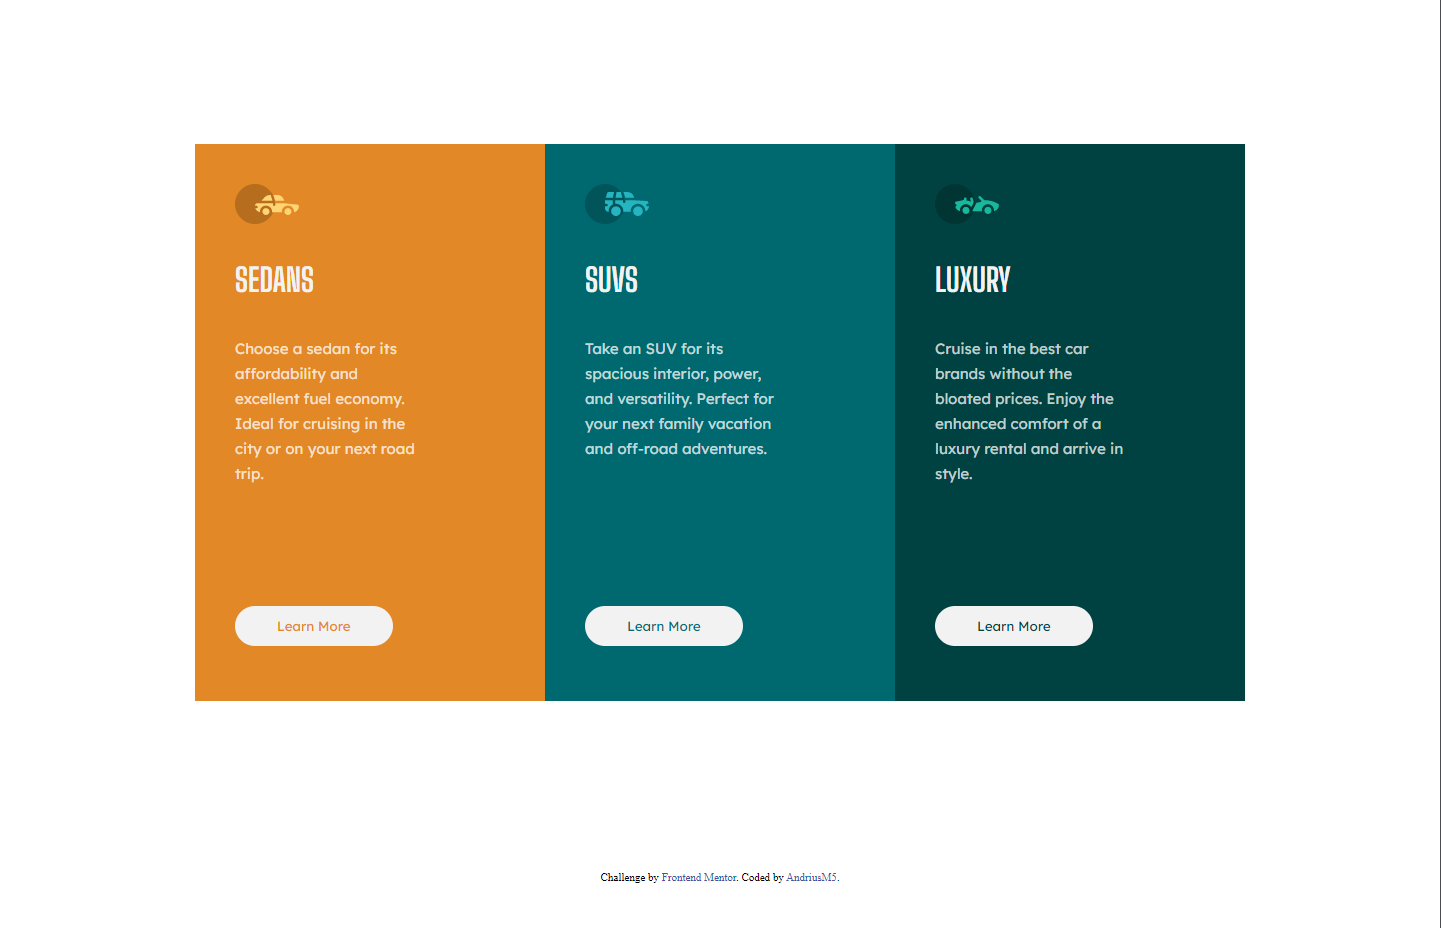 SEDANS
Choose a sedan for its
affordability and
excellent fuel economy.
Ideal for cruising in the
city or on your next road
trip.
Learn More
SUVS
Take an SUV for its
spacious interior, power,
and versatility. Perfect for
your next family vacation
and off-road adventures.
Learn More
LUXURY
Cruise in the best car
brands without the
bloated prices. Enjoy the
enhanced comfort of a
luxury rental and arrive in
style.
Learn More
Challenge by Frontend Mentor. Coded by AndriusM5.